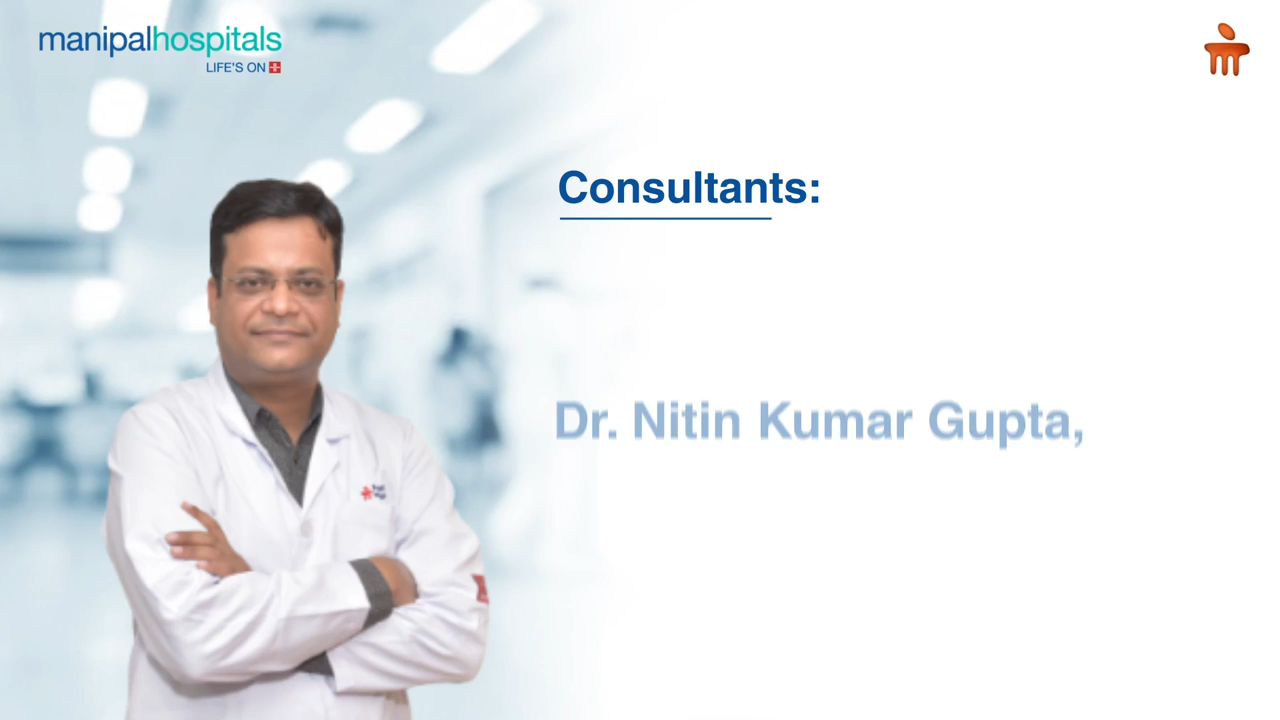 manipalhospitals
LIFE'S ON
Consultants:
Dr. Nitin Kumar Gupta,